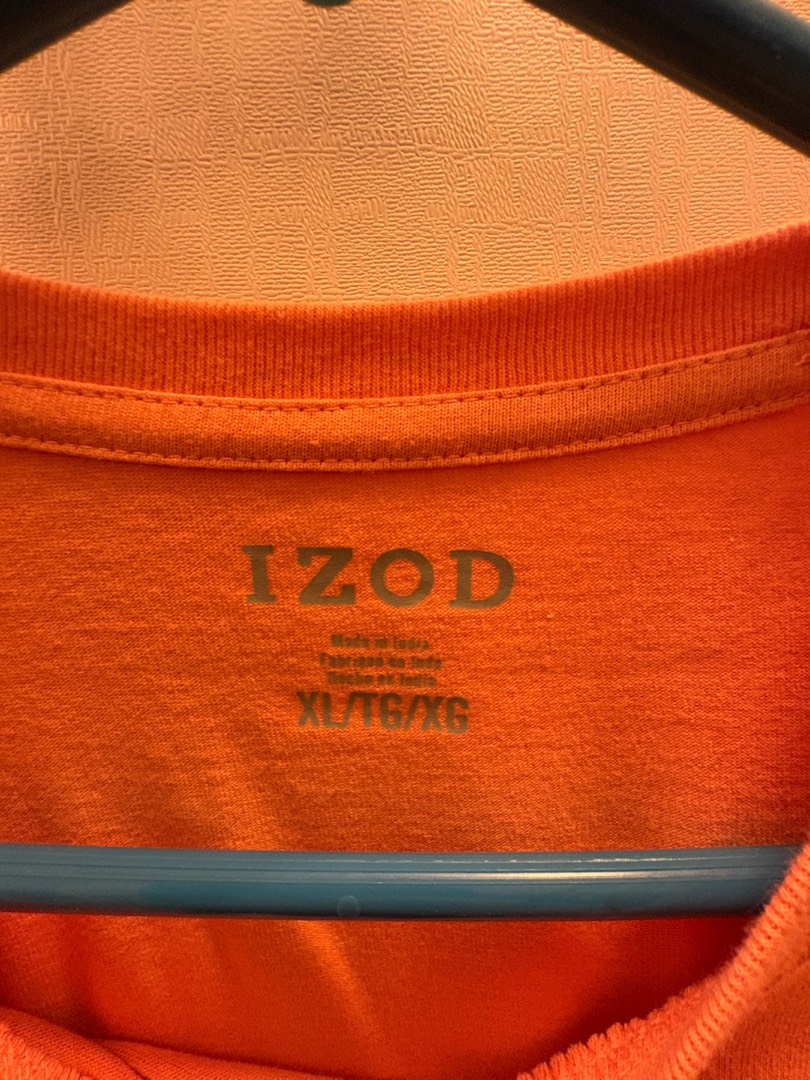 IZOD
Made in India
Fabriqué en Inde
Hecho en India
XL/TG/XG